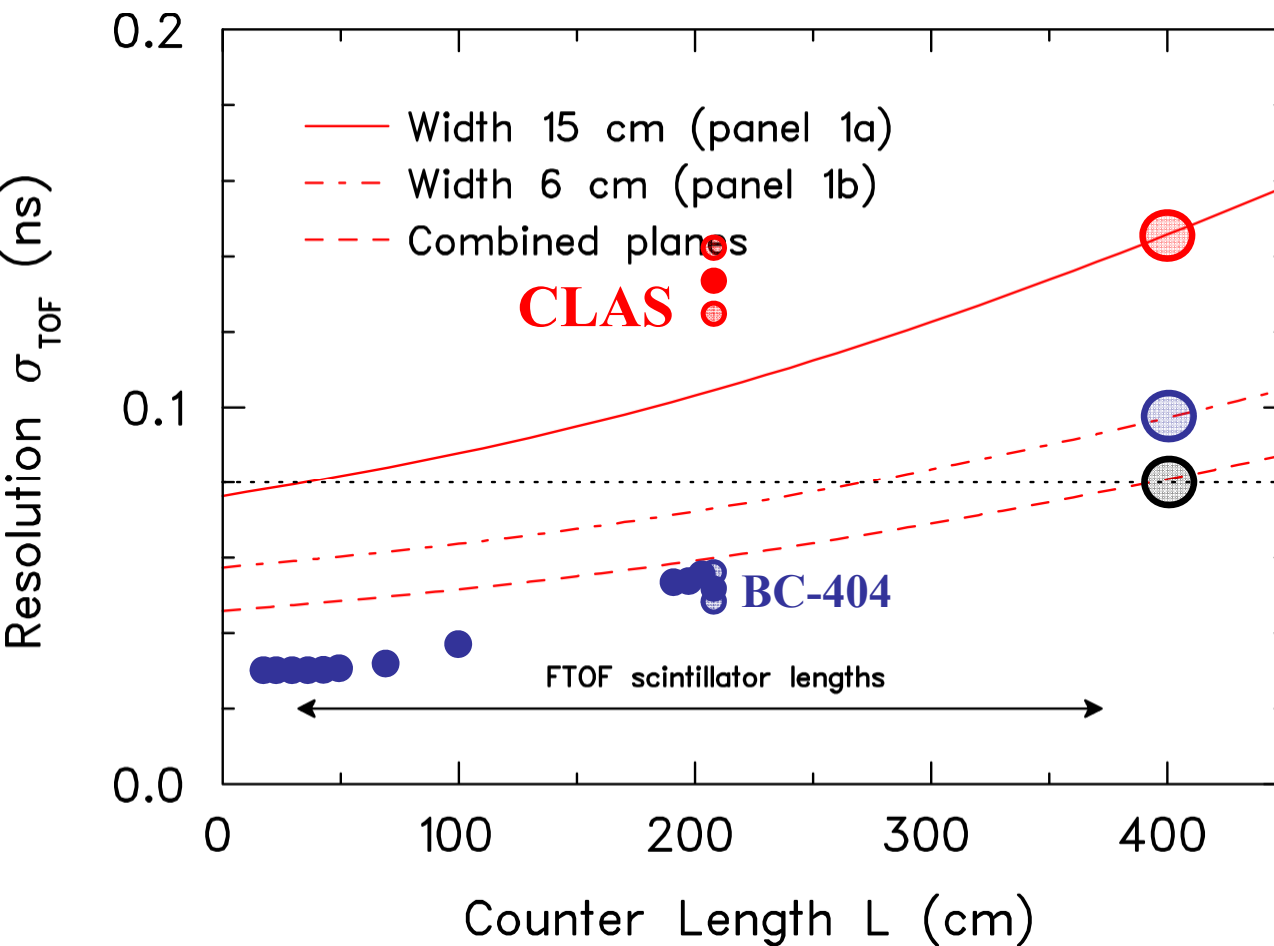 0.2
Width 15 cm (panel 1a)
Width 6 cm (panel 1b)
Combined planes
CLAS
0.1
Resolution σTOF (ns)
BC-404
FTOF scintillator lengths
0.0
0 100 200 300 400
Counter Length L (cm)